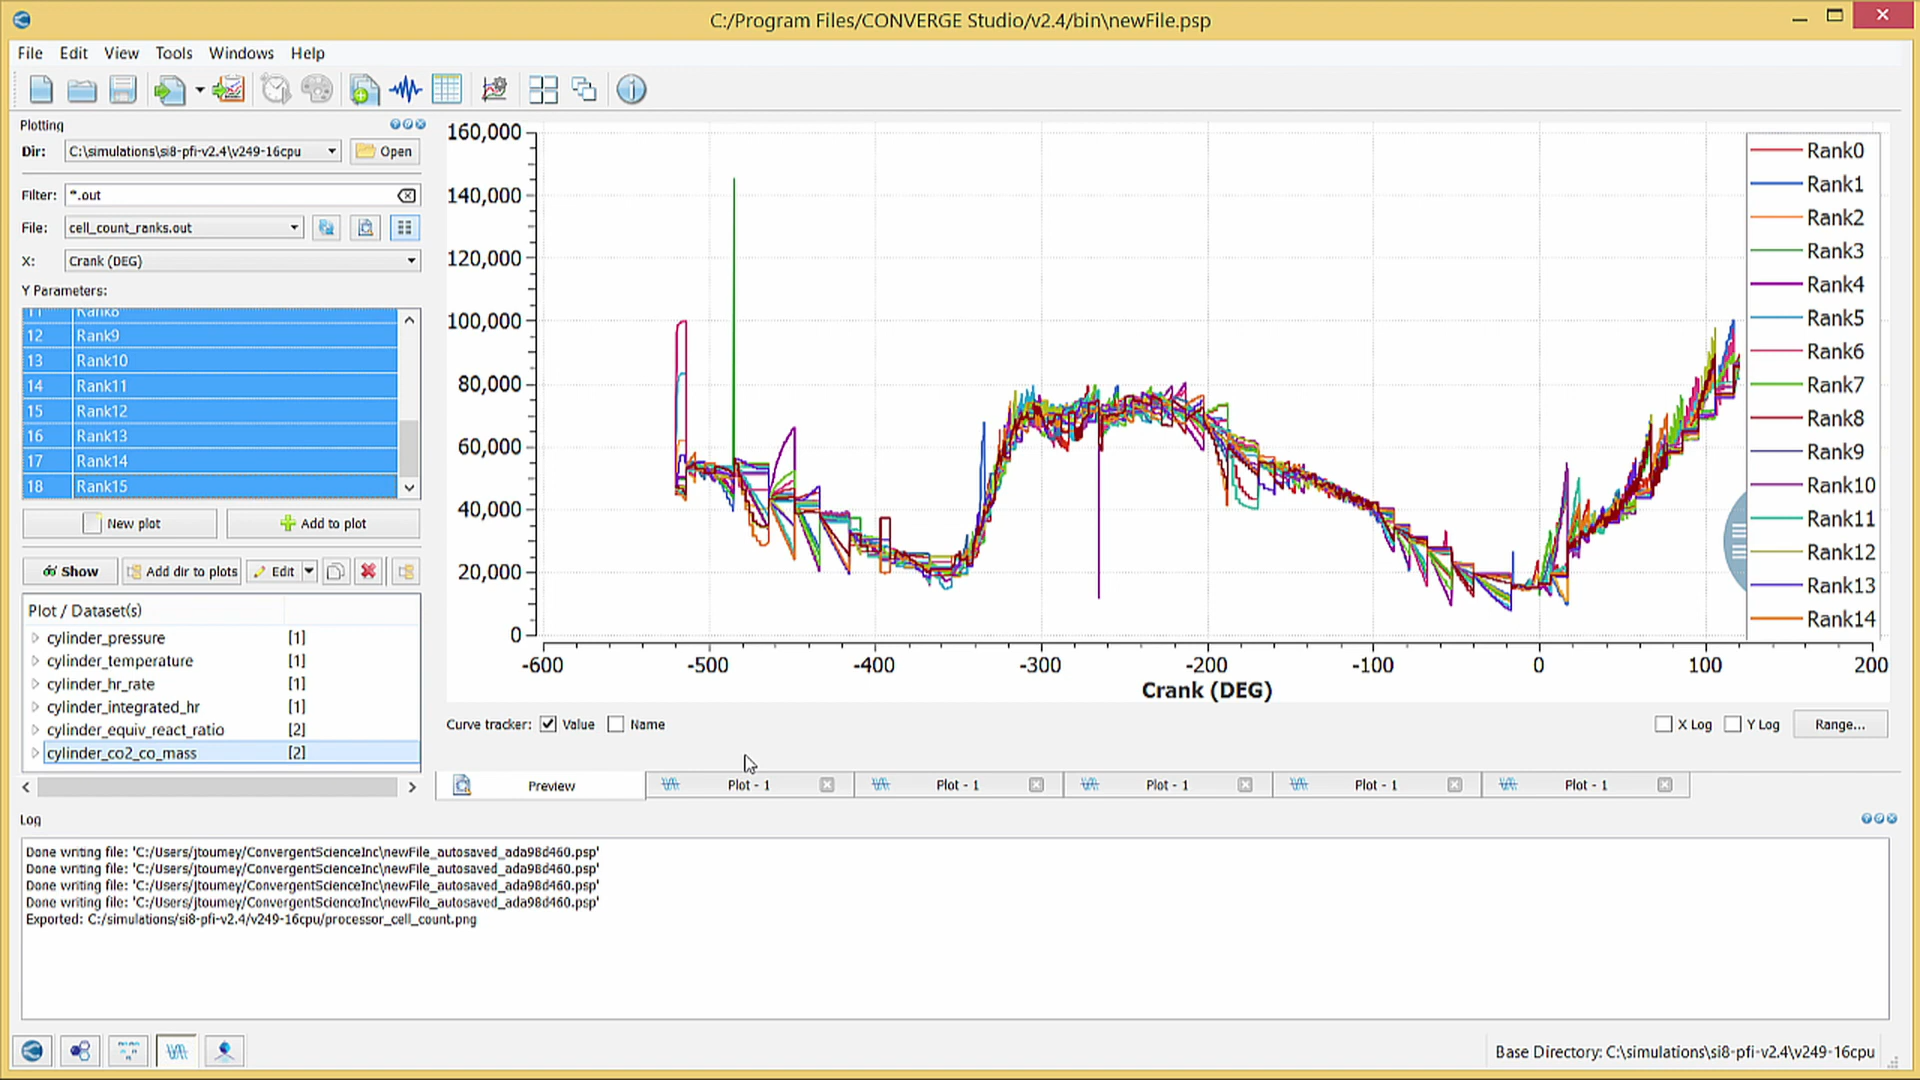 C:/Program Files/CONVERGE Studio/v2.4/bin\newFile.psp
File Edit View Tools Windows Help
Plotting
Dir: C:\simulations\si8-pfi-v2.4\v249-16cpu Open
Filter: *.out
File: cell_count_ranks.out
X: Crank (DEG)
Y Parameters:
11 Rank8
12 Rank9
13 Rank10
14 Rank11
15 Rank12
16 Rank13
17 Rank14
18 Rank15
New plot Add to plot
Show Add dir to plots Edit
Plot / Dataset(s)
cylinder_pressure [1]
cylinder_temperature [1]
cylinder_hr_rate [1]
cylinder_integrated_hr [1]
cylinder_equiv_react_ratio [2]
cylinder_co2_co_mass [2]
160,000
140,000
120,000
100,000
80,000
60,000
40,000
20,000
0
-600 -500 -400 -300 -200 -100 0 100 200
Crank (DEG)
Rank0
Rank1
Rank2
Rank3
Rank4
Rank5
Rank6
Rank7
Rank8
Rank9
Rank10
Rank11
Rank12
Rank13
Rank14
Curve tracker: Value Name X Log Y Log Range...
Preview Plot - 1 Plot - 1 Plot - 1 Plot - 1 Plot - 1
Log
Done writing file: 'C:/Users/jtoumey/ConvergentScienceInc\newFile_autosaved_ada98d460.psp'
Done writing file: 'C:/Users/jtoumey/ConvergentScienceInc\newFile_autosaved_ada98d460.psp'
Done writing file: 'C:/Users/jtoumey/ConvergentScienceInc\newFile_autosaved_ada98d460.psp'
Done writing file: 'C:/Users/jtoumey/ConvergentScienceInc\newFile_autosaved_ada98d460.psp'
Exported: C:/simulations/si8-pfi-v2.4/v249-16cpu/processor_cell_count.png
Base Directory: C:\simulations\si8-pfi-v2.4\v249-16cpu